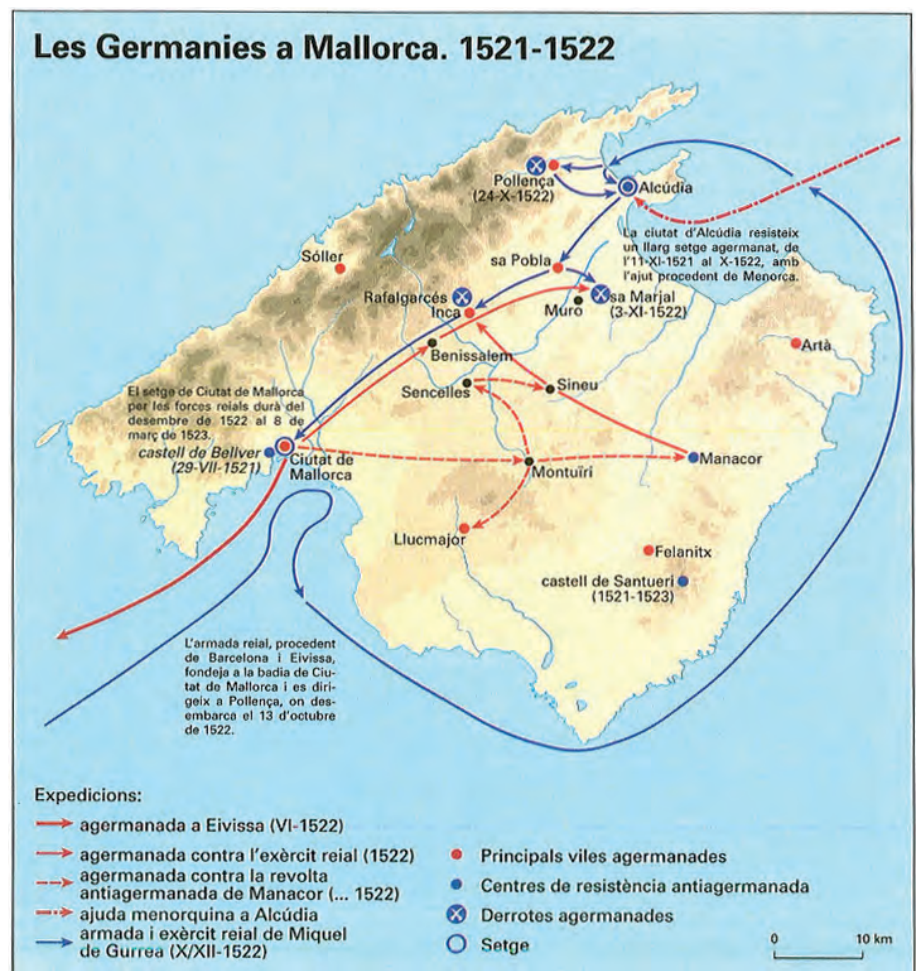 Les Germanies a Mallorca. 1521-1522
Pollença
(24-X-1522)
Alcúdia
La ciutat d'Alcúdia resisteix
un llarg setge agermanat, de
l'11-XI-1521 al X-1522, amb
l'ajut procedent de Menorca.
Sóller
sa Pobla
Rafalgarcés
Inca
Muro
sa Marjal
(3-XI-1522)
Benissalem
Artà
Sencelles
Sineu
El setge de Ciutat de Mallorca
per les forces reials durà del
desembre de 1522 al 8 de
març de 1523.
castell de Bellver
(29-VII-1521)
Ciutat de
Mallorca
Montuïri
Manacor
Llucmajor
Felanitx
castell de Santueri
(1521-1523)
L'armada reial, procedent
de Barcelona i Eivissa,
fondeja a la badia de Ciu-
tat de Mallorca i es diri-
geix a Pollença, on des-
embarca el 13 d'octubre
de 1522.
Expedicions:
agermanada a Eivissa (VI-1522)
agermanada contra l'exèrcit reial (1522)
agermanada contra la revolta
antiagermanada de Manacor (... 1522)
ajuda menorquina a Alcúdia
armada i exèrcit reial de Miquel
de Gurrea (X/XII-1522)
Principals viles agermanades
Centres de resistència antiagermanada
Derrotes agermanades
Setge
0 10 km